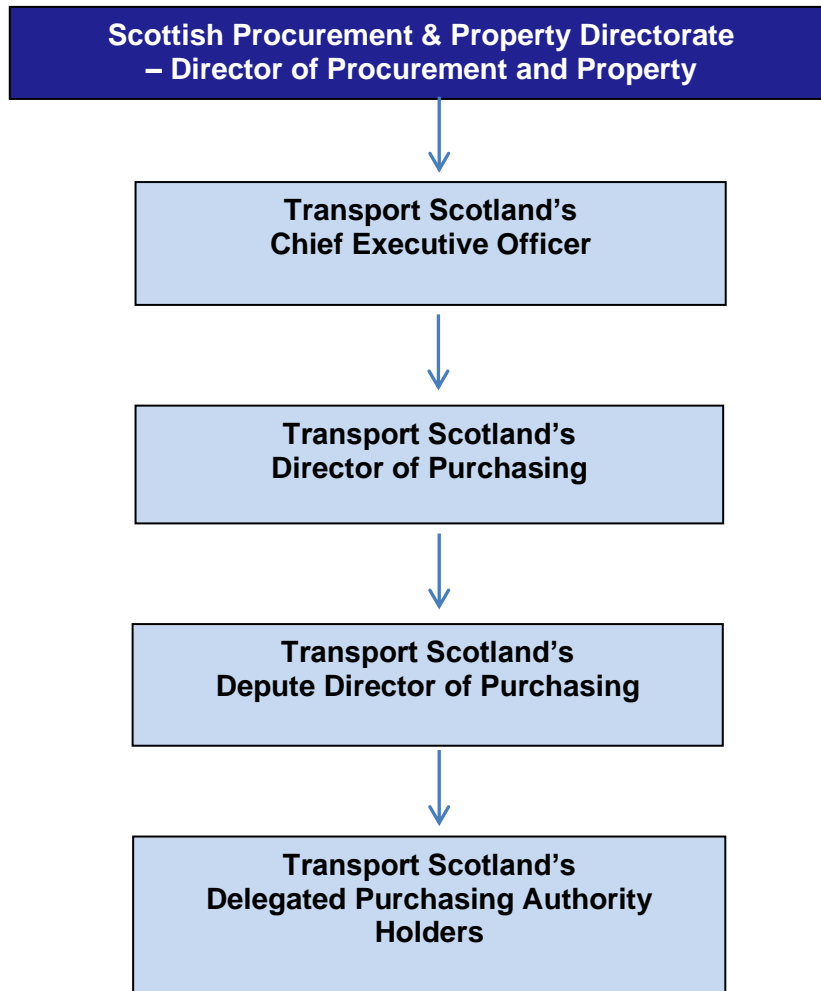 Scottish Procurement & Property Directorate
– Director of Procurement and Property
Transport Scotland’s
Chief Executive Officer
Transport Scotland’s
Director of Purchasing
Transport Scotland’s
Depute Director of Purchasing
Transport Scotland’s
Delegated Purchasing Authority
Holders